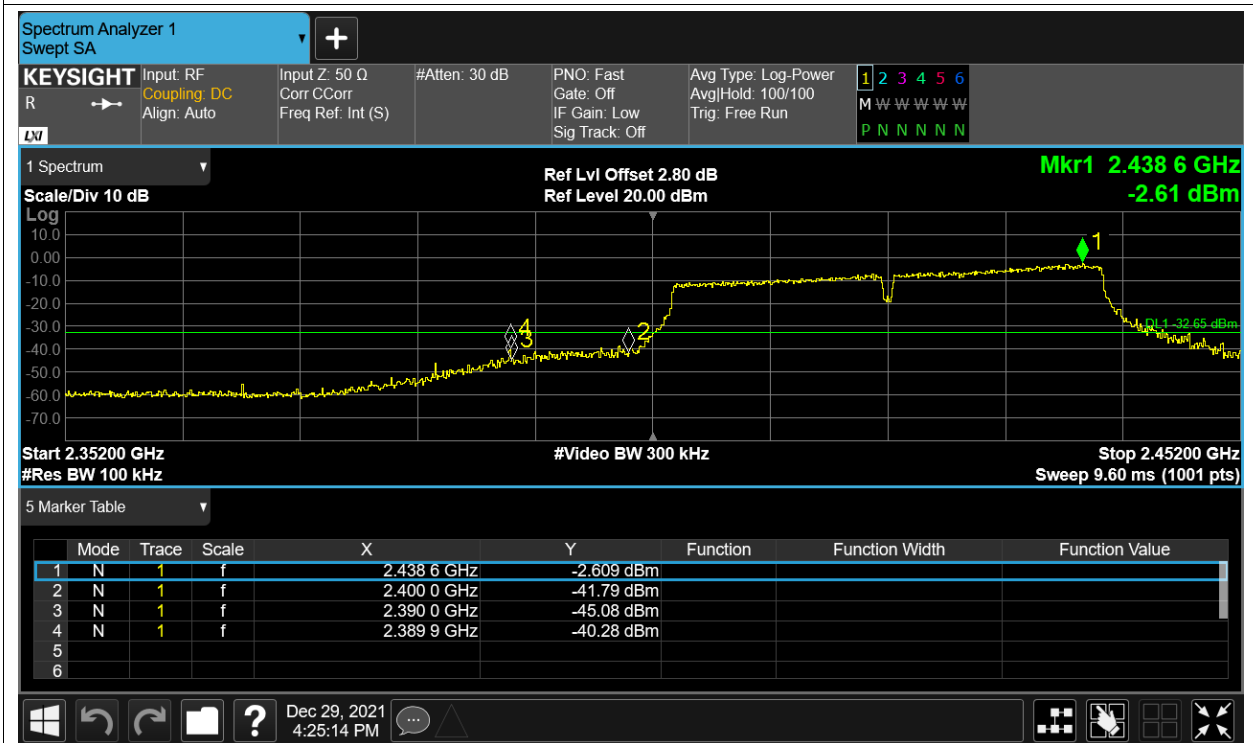 Spectrum Analyzer 1
Swept SA
KEYSIGHT Input: RF Input Z: 50 Ω #Atten: 30 dB PNO: Fast Avg Type: Log-Power 1 2 3 4 5 6
R Coupling: DC Corr CCorr Gate: Off Avg|Hold: 100/100 M W W W W W
Align: Auto Freq Ref: Int (S) IF Gain: Low Trig: Free Run
LXI Sig Track: Off P N N N N N
1 Spectrum Ref Lvl Offset 2.80 dB Mkr1 2.438 6 GHz
Scale/Div 10 dB Ref Level 20.00 dBm -2.61 dBm
Log
10.0
1
0.00
-10.0
-20.0
-30.0
4 2 DL1 -32.65 dBm
3
-40.0
-50.0
-60.0
-70.0
Start 2.35200 GHz #Video BW 300 kHz Stop 2.45200 GHz
#Res BW 100 kHz Sweep 9.60 ms (1001 pts)
5 Marker Table
Mode Trace Scale X Y Function Function Width Function Value
1 N 1 f 2.438 6 GHz -2.609 dBm
2 N 1 f 2.400 0 GHz -41.79 dBm
3 N 1 f 2.390 0 GHz -45.08 dBm
4 N 1 f 2.389 9 GHz -40.28 dBm
5
6
? Dec 29, 2021
4:25:14 PM